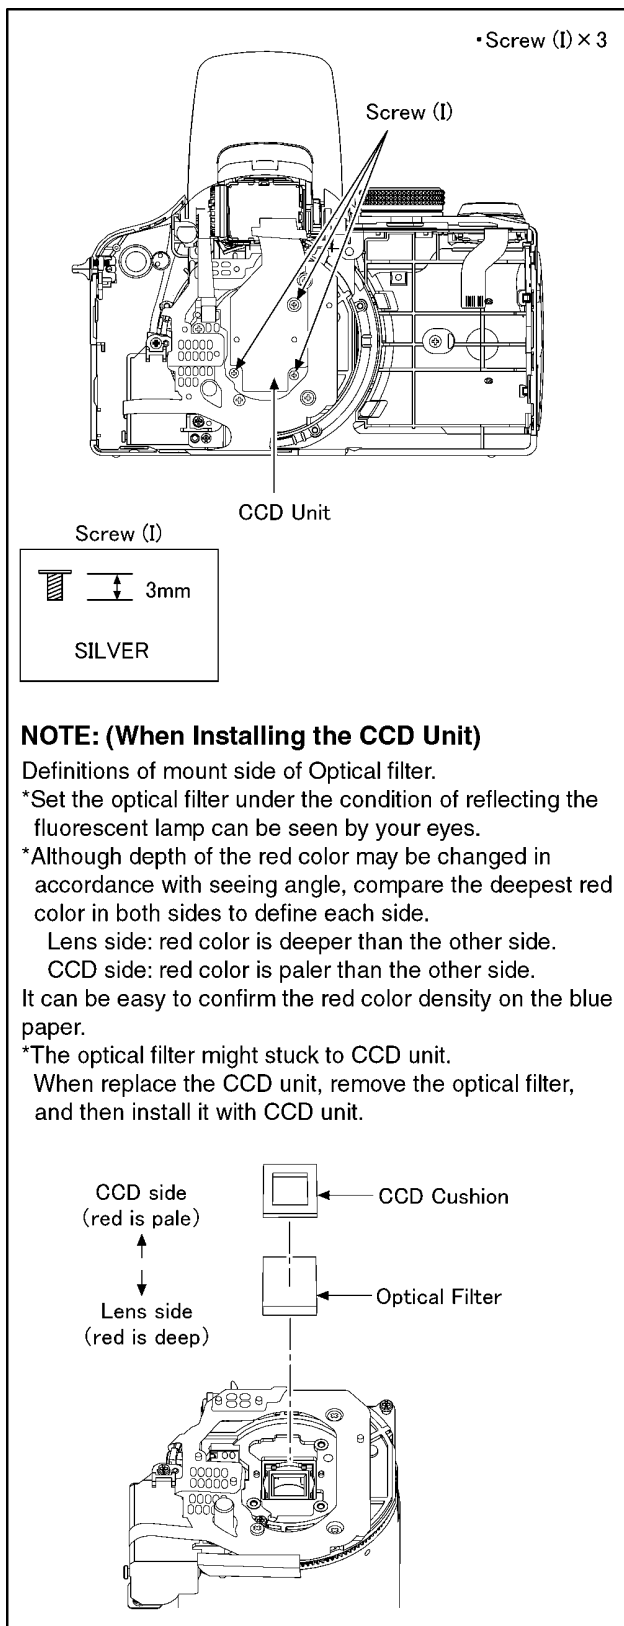 ・Screw (I) × 3
Screw (I)
CCD Unit
Screw (I)
3mm
SILVER
NOTE: (When Installing the CCD Unit)
Definitions of mount side of Optical filter.
*Set the optical filter under the condition of reflecting the
fluorescent lamp can be seen by your eyes.
*Although depth of the red color may be changed in
accordance with seeing angle, compare the deepest red
color in both sides to define each side.
Lens side: red color is deeper than the other side.
CCD side: red color is paler than the other side.
It can be easy to confirm the red color density on the blue
paper.
*The optical filter might stuck to CCD unit.
When replace the CCD unit, remove the optical filter,
and then install it with CCD unit.
CCD side
(red is pale)
CCD Cushion
Optical Filter
Lens side
(red is deep)